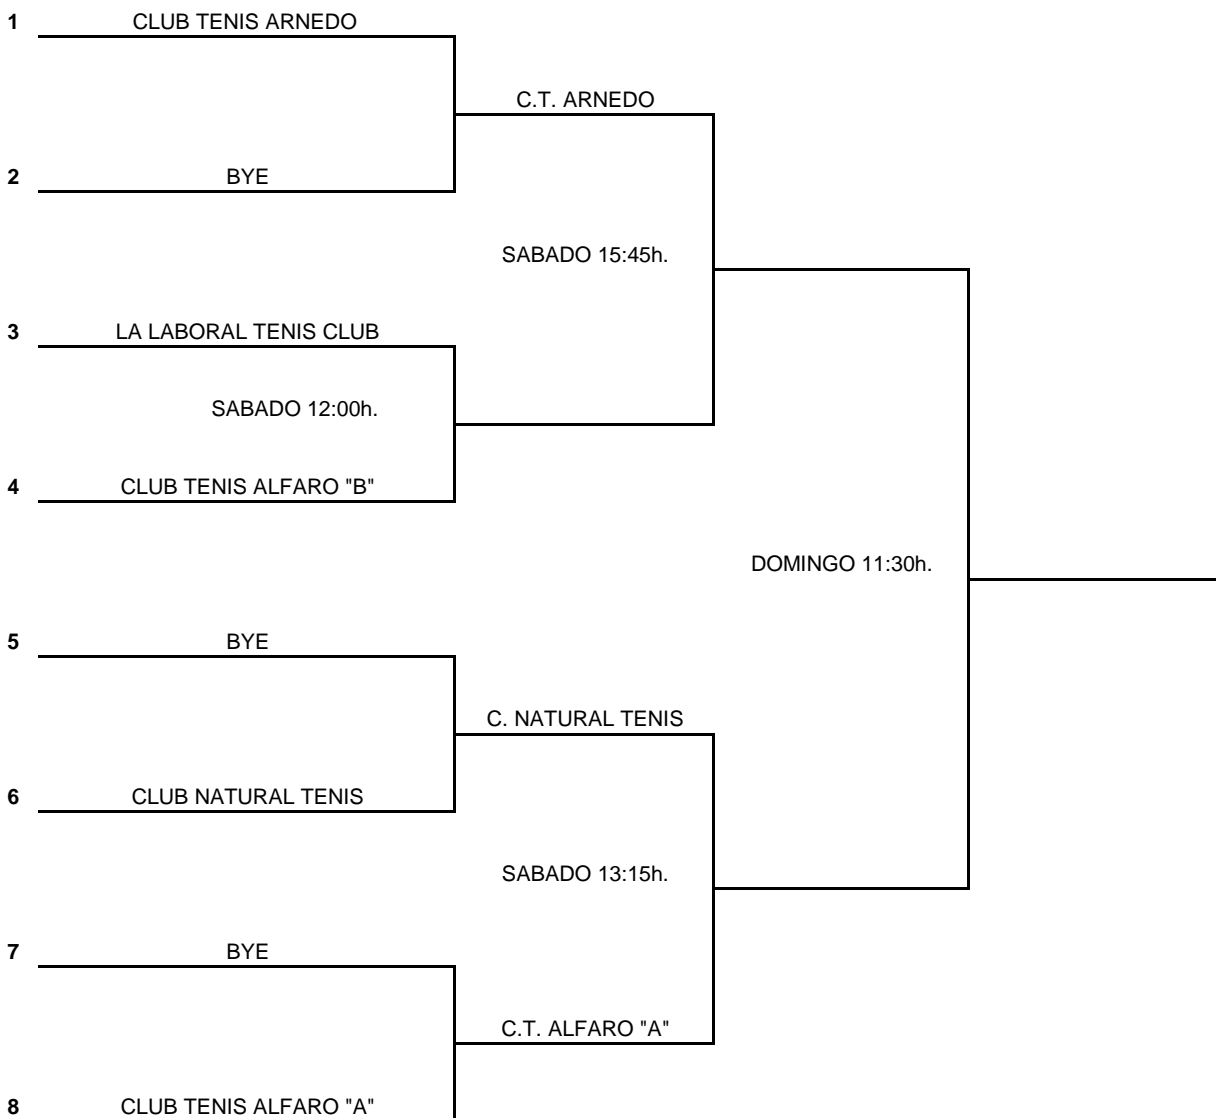 1 CLUB TENIS ARNEDO
C.T. ARNEDO
2 BYE
SABADO 15:45h.
3 LA LABORAL TENIS CLUB
SABADO 12:00h.
4 CLUB TENIS ALFARO "B"
DOMINGO 11:30h.
5 BYE
C. NATURAL TENIS
6 CLUB NATURAL TENIS
SABADO 13:15h.
7 BYE
C.T. ALFARO "A"
8 CLUB TENIS ALFARO "A"